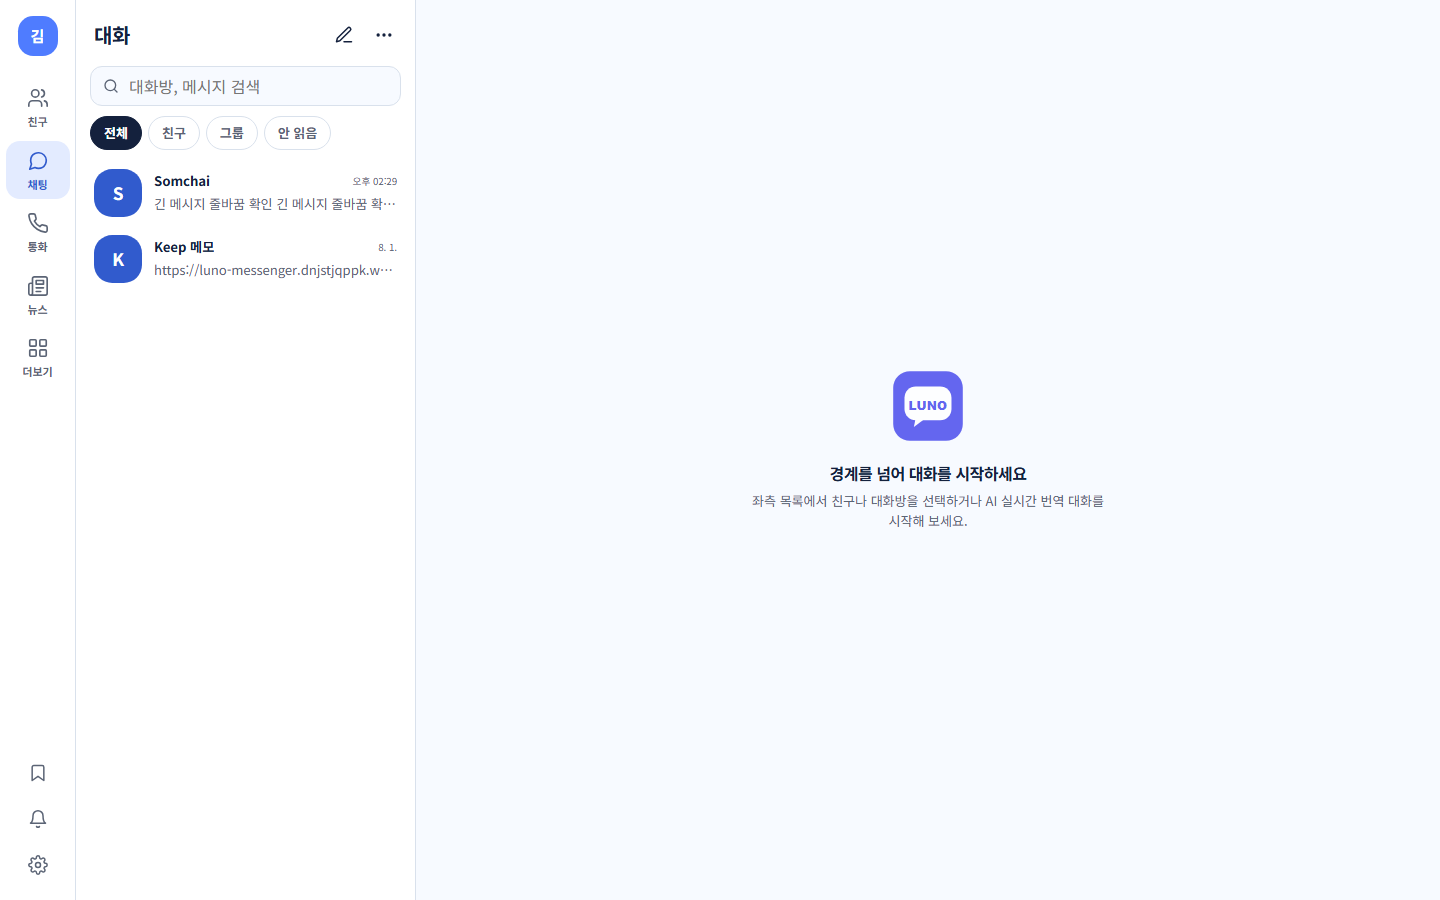 김
친구
채팅
통화
뉴스
더보기
대화
대화방, 메시지 검색
전체
친구
그룹
안 읽음
S
Somchai
오후 02:29
긴 메시지 줄바꿈 확인 긴 메시지 줄바꿈 확…
K
Keep 메모
8. 1.
https://luno-messenger.dnjstjqppk.w…
LUNO
경계를 넘어 대화를 시작하세요
좌측 목록에서 친구나 대화방을 선택하거나 AI 실시간 번역 대화를
시작해 보세요.